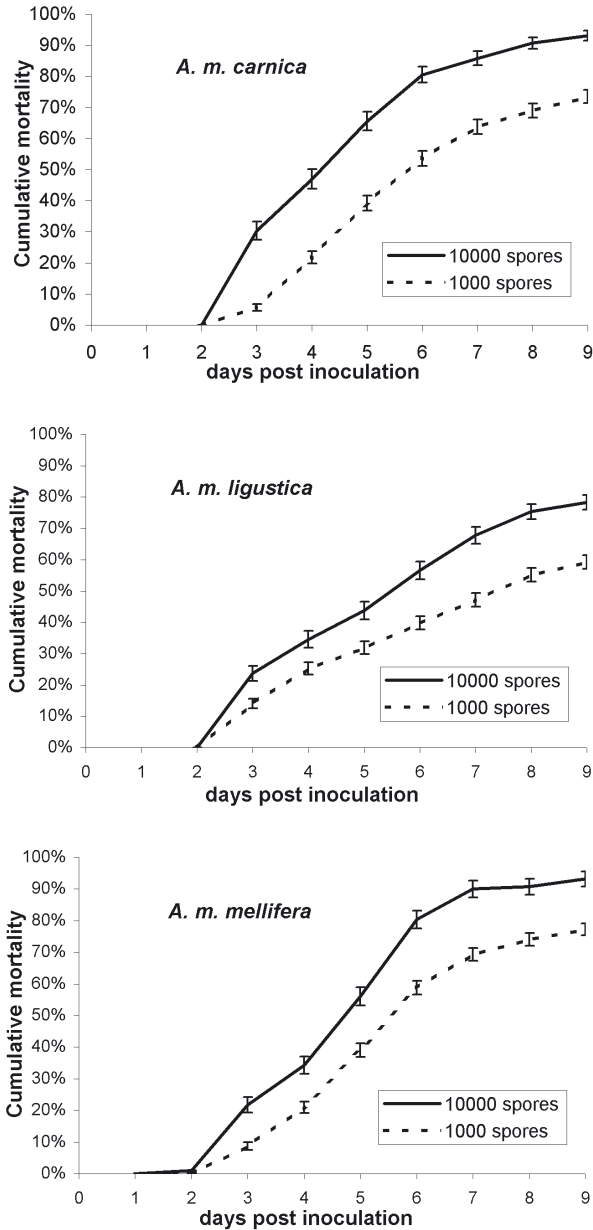 100%
90%
80%
70%
60%
50%
40%
30%
20%
10%
0%
Cumulative mortality
A. m. carnica
10000 spores
1000 spores
0 1 2 3 4 5 6 7 8 9
days post inoculation
100%
90%
80%
70%
60%
50%
40%
30%
20%
10%
0%
Cumulative mortality
A. m. ligustica
10000 spores
1000 spores
0 1 2 3 4 5 6 7 8 9
days post inoculation
100%
90%
80%
70%
60%
50%
40%
30%
20%
10%
0%
Cumulative mortality
A. m. mellifera
10000 spores
1000 spores
0 1 2 3 4 5 6 7 8 9
days post inoculation